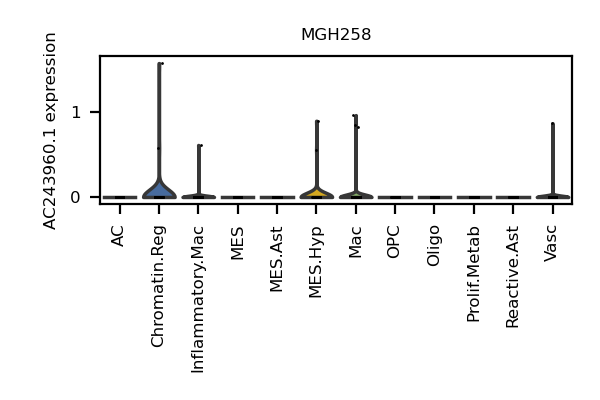 MGH258
AC243960.1 expression
1
0
AC
Chromatin.Reg
Inflammatory.Mac
MES
MES.Ast
MES.Hyp
Mac
OPC
Oligo
Prolif.Metab
Reactive.Ast
Vasc